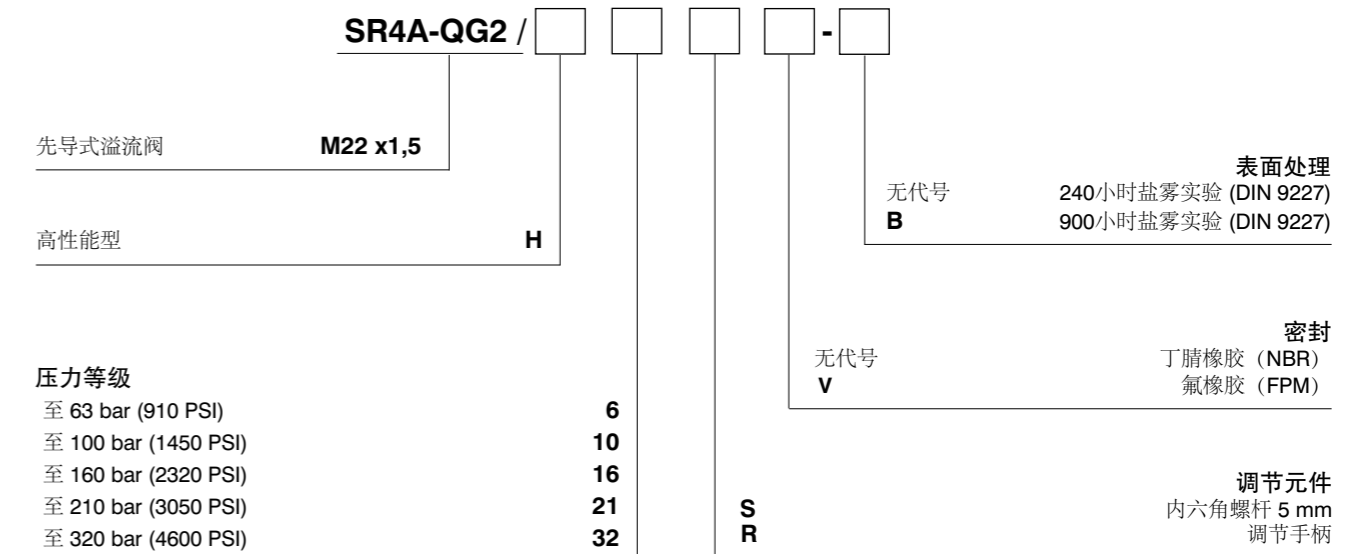 SR4A-QG2 / -
先导式溢流阀 M22 x1,5
高性能型 H
压力等级
至 63 bar (910 PSI) 6
至 100 bar (1450 PSI) 10
至 160 bar (2320 PSI) 16
至 210 bar (3050 PSI) 21
至 320 bar (4600 PSI) 32
表面处理
无代号 240小时盐雾实验 (DIN 9227)
B 900小时盐雾实验 (DIN 9227)
密封
无代号 丁腈橡胶（NBR）
V 氟橡胶（FPM）
调节元件
S 内六角螺杆 5 mm
R 调节手柄